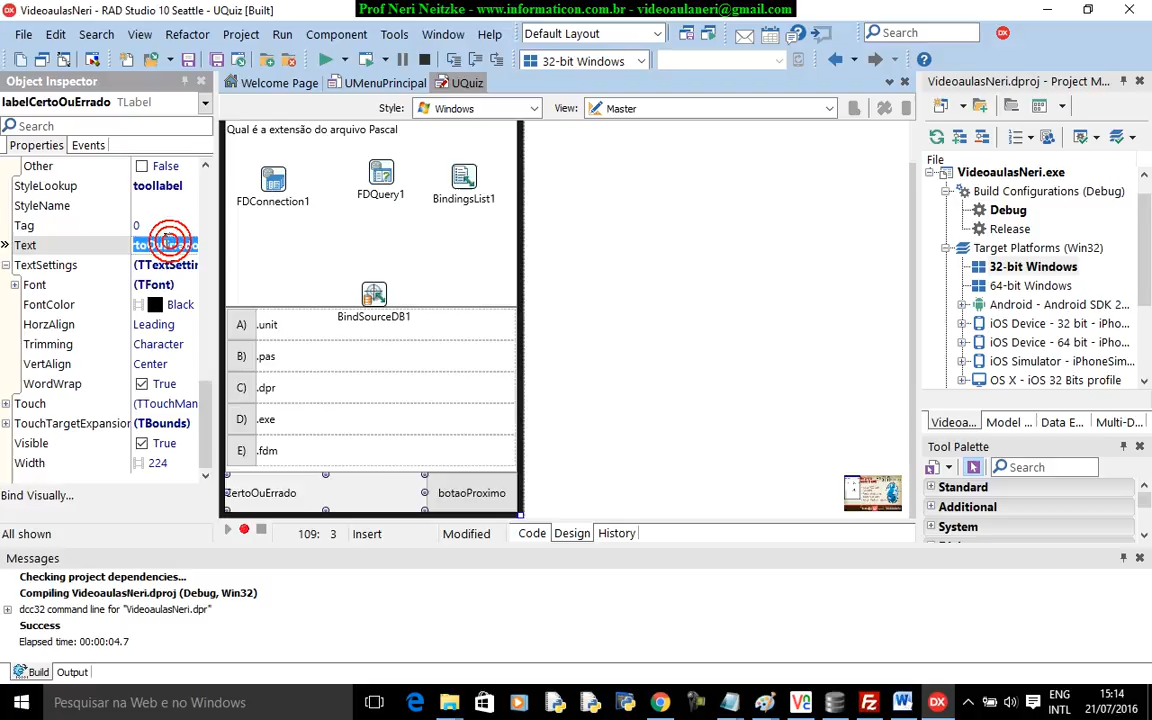 VideoaulasNeri - RAD Studio 10 Seattle - UQuiz [Built]
Prof Neri Neitzke - www.informaticon.com.br - videoaulaneri@gmail.com
File Edit Search View Refactor Project Run Component Tools Window Help
Default Layout
Search
32-bit Windows
Object Inspector
labelCertoOuErrado TLabel
Search
Properties Events
Other False
StyleLookup toollabel
StyleName
Tag 0
Text
TextSettings (TTextSettin
Font (TFont)
FontColor Black
HorzAlign Leading
Trimming Character
VertAlign Center
WordWrap True
Touch (TTouchMan
TouchTargetExpansion (TBounds)
Visible True
Width 224
Bind Visually...
All shown
Welcome Page UMenuPrincipal UQuiz
Style: Windows View: Master
Qual é a extensão do arquivo Pascal
FDConnection1 FDQuery1 BindingsList1
BindSourceDB1
A) .unit
B) .pas
C) .dpr
D) .exe
E) .fdm
CertoOuErrado botaoProximo
109: 3 Insert Modified Code Design History
VideoaulasNeri.dproj - Project M...
File
VideoaulasNeri.exe
Build Configurations (Debug)
Debug
Release
Target Platforms (Win32)
32-bit Windows
64-bit Windows
Android - Android SDK 2...
iOS Device - 32 bit - iPho...
iOS Device - 64 bit - iPho...
iOS Simulator - iPhoneSim...
OS X - iOS 32 Bits profile
Videoa... Model ... Data E... Multi-D...
Tool Palette
Search
Standard
Additional
System
Messages
Checking project dependencies...
Compiling VideoaulasNeri.dproj (Debug, Win32)
dcc32 command line for "VideoaulasNeri.dpr"
Success
Elapsed time: 00:00:04.7
Build Output
Pesquisar na Web e no Windows
ENG
INTL
15:14
21/07/2016